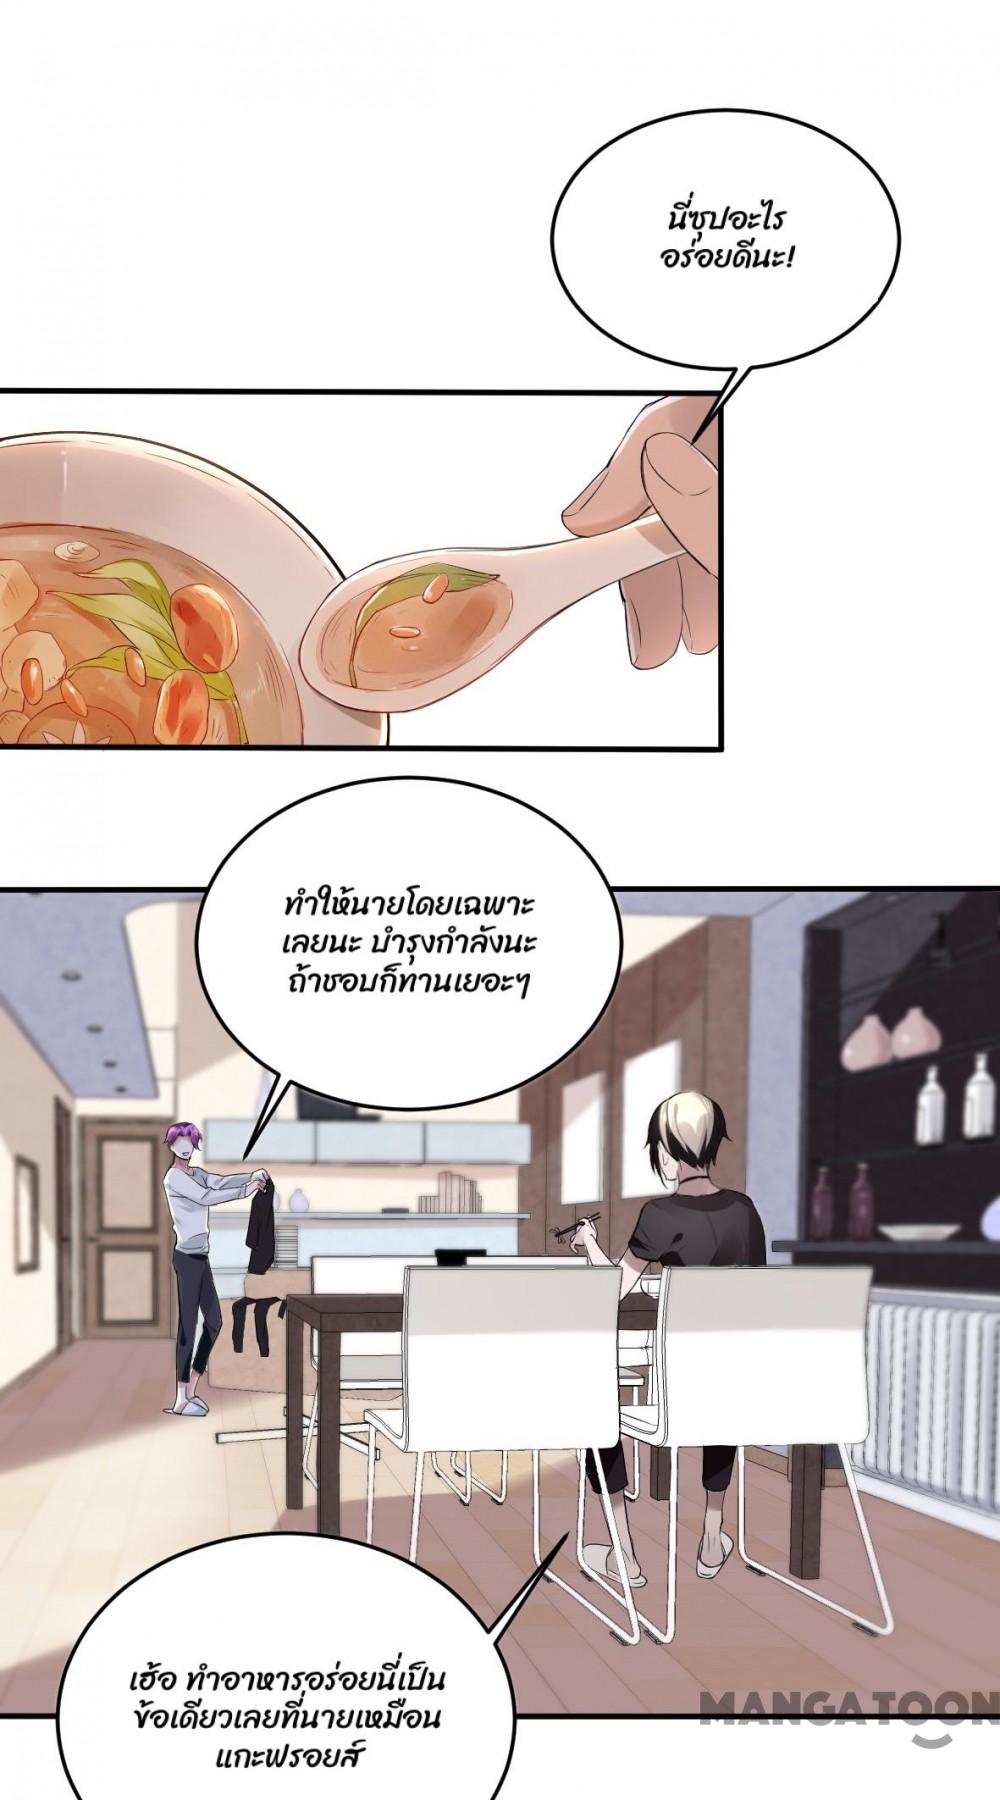 นี่ซุปอะไร
อร่อยดีนะ!
ทำให้นายโดยเฉพาะ
เลยนะ บำรุงกำลังนะ
ถ้าชอบก็ทานเยอะๆ
เฮ้อ ทำอาหารอร่อยนี่เป็น
ข้อเดียวเลยที่นายเหมือน
แกะฟรอยส์
MANGATOON